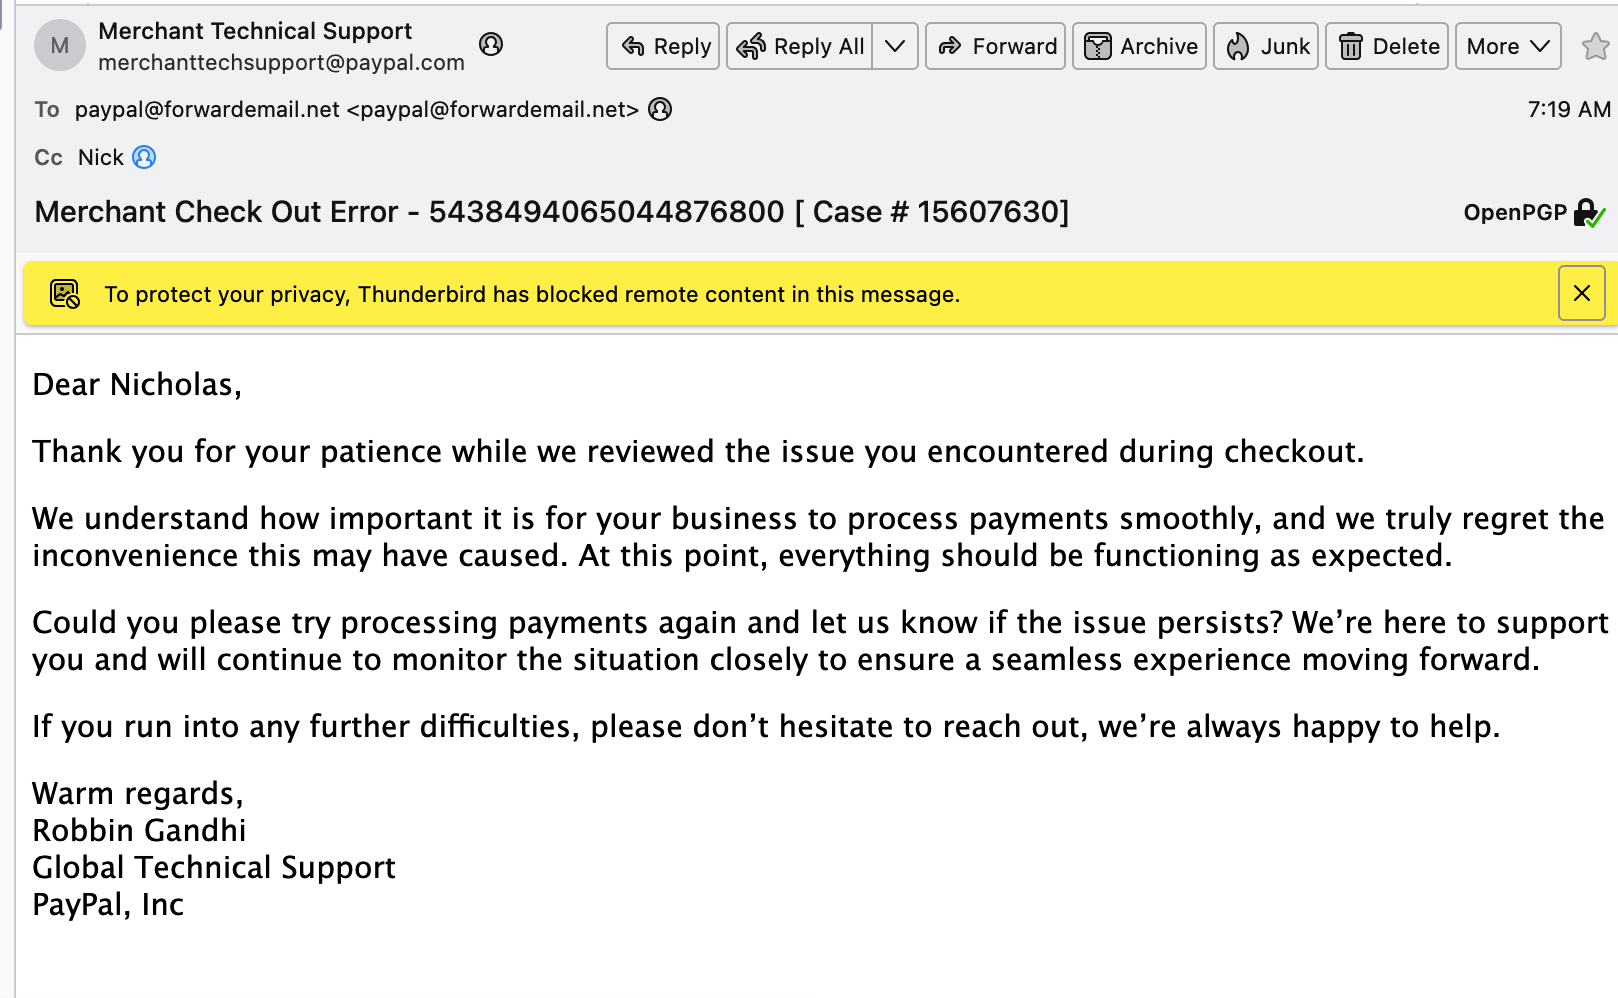 M
Merchant Technical Support
merchanttechsupport@paypal.com
Reply
Reply All
Forward
Archive
Junk
Delete
More
To paypal@forwardemail.net <paypal@forwardemail.net>
7:19 AM
Cc Nick
Merchant Check Out Error - 5438494065044876800 [ Case # 15607630]
OpenPGP
To protect your privacy, Thunderbird has blocked remote content in this message.
Dear Nicholas,
Thank you for your patience while we reviewed the issue you encountered during checkout.
We understand how important it is for your business to process payments smoothly, and we truly regret the
inconvenience this may have caused. At this point, everything should be functioning as expected.
Could you please try processing payments again and let us know if the issue persists? We’re here to support
you and will continue to monitor the situation closely to ensure a seamless experience moving forward.
If you run into any further difficulties, please don’t hesitate to reach out, we’re always happy to help.
Warm regards,
Robbin Gandhi
Global Technical Support
PayPal, Inc